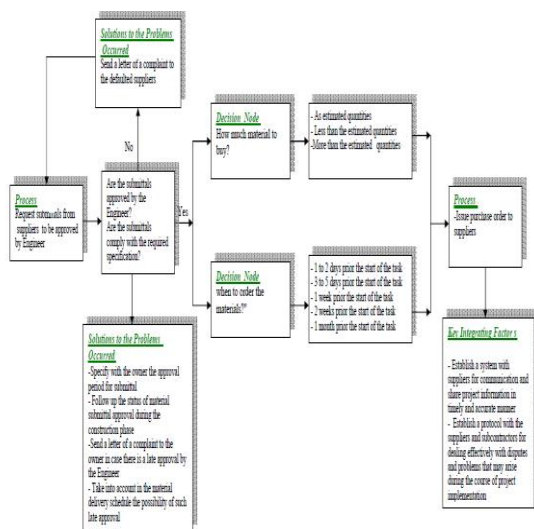 Solutions to the Problems
Occurred
Send a letter of a complaint to
the defaulted suppliers
No
Decision Node
How much material to
buy?
- As estimated quantities
- Less than the estimated quantities
-More than the estimated quantities
Process
Request submittals from
suppliers to be approved
by Engineer
Are the submittals
approved by the
Engineer?
Are the submittals
comply with the required
specification?
Yes
Process
-Issue purchase order to
suppliers
Decision Node
when to order the
materials?"
- 1 to 2 days prior the start of the task
- 3 to 5 days prior the start of the task
- 1 week prior the start of the task
- 2 weeks prior the start of the task
- 1 month prior the start of the task
Solutions to the Problems
Occurred
-Specify with the owner the approval
period for submittal
- Follow up the status of material
submittal approval during the
construction phase
-Send a letter of a complaint to the
owner in case there is a late approval by
the Engineer
- Take into account in the material
delivery schedule the possibility of such
late approval
Key Integrating Factor s
- Establish a system with
suppliers for communication and
share project information in
timely and accurate manner
- Establish a protocol with the
suppliers and subcontractors for
dealing effectively with disputes
and problems that may arise
during the course of project
implementation